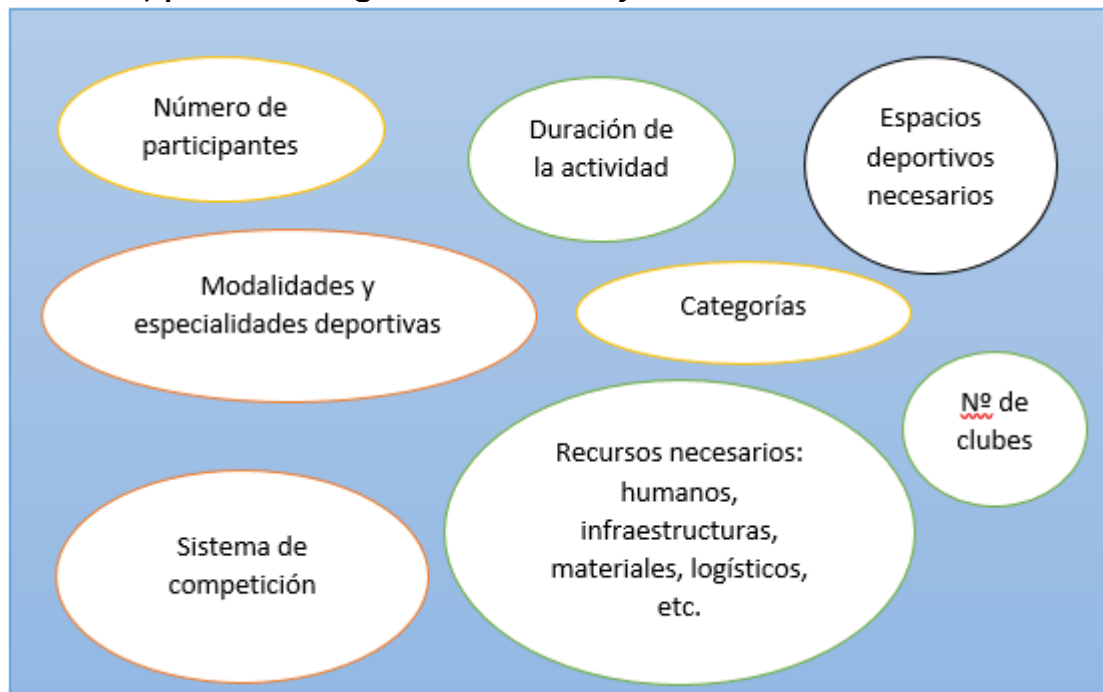 Número de
participantes
Duración de
la actividad
Espacios
deportivos
necesarios
Modalidades y
especialidades deportivas
Categorías
Nº de
clubes
Recursos necesarios:
humanos,
infraestructuras,
materiales, logísticos,
etc.
Sistema de
competición